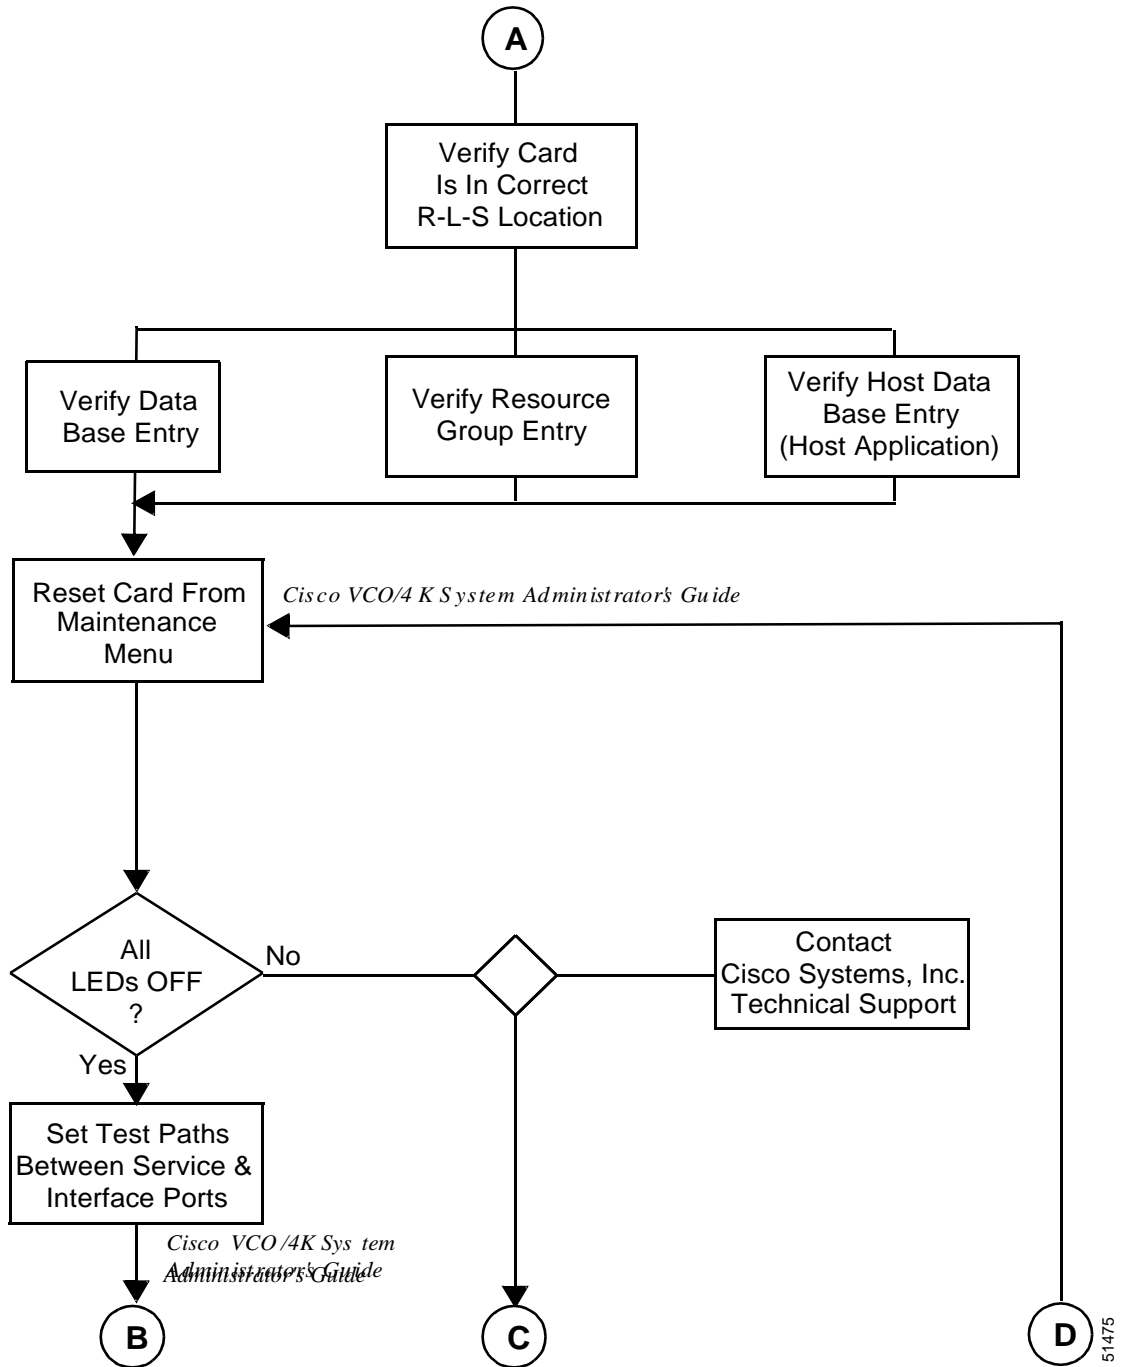 A
Verify Card
Is In Correct
R-L-S Location
Verify Data
Base Entry
Verify Resource
Group Entry
Verify Host Data
Base Entry
(Host Application)
Reset Card From
Maintenance
Menu
Cisco VCO/4K System Administrator's Guide
All
LEDs OFF
?
No
Contact
Cisco Systems, Inc.
Technical Support
Yes
Set Test Paths
Between Service &
Interface Ports
Cisco VCO/4K System
Administrator's Guide
B
C
D
51475